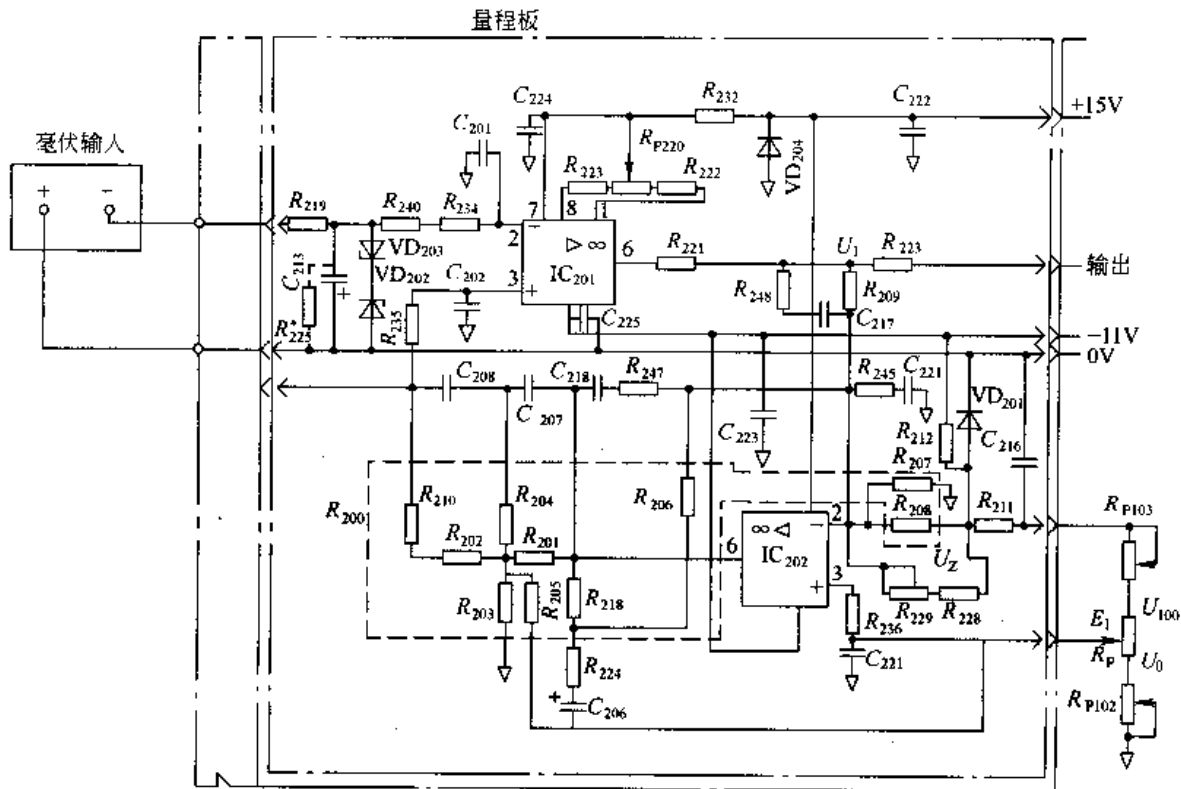 量程板
C224
R232
C222
+15V
C201
RP220
VD204
毫伏输入
R223
R222
+
-
R219
R240
R234
7
8
2
-
▷∞
6
R221
U1
R223
输出
VD203
VD202
C213
+
C202
3
+
IC201
R248
R209
C217
R*225
R235
C225
-11V
0V
C208
C207
C218
R247
R245
C221
VD201
C223
R212
C216
R207
R200
R210
R204
R206
R208
R211
RP103
R202
R201
6
∞◁
2
-
IC202
UZ
3
+
R203
R205
R218
R229
R228
U100
R236
E1
RP
U0
R224
C221
RP102
+
C206